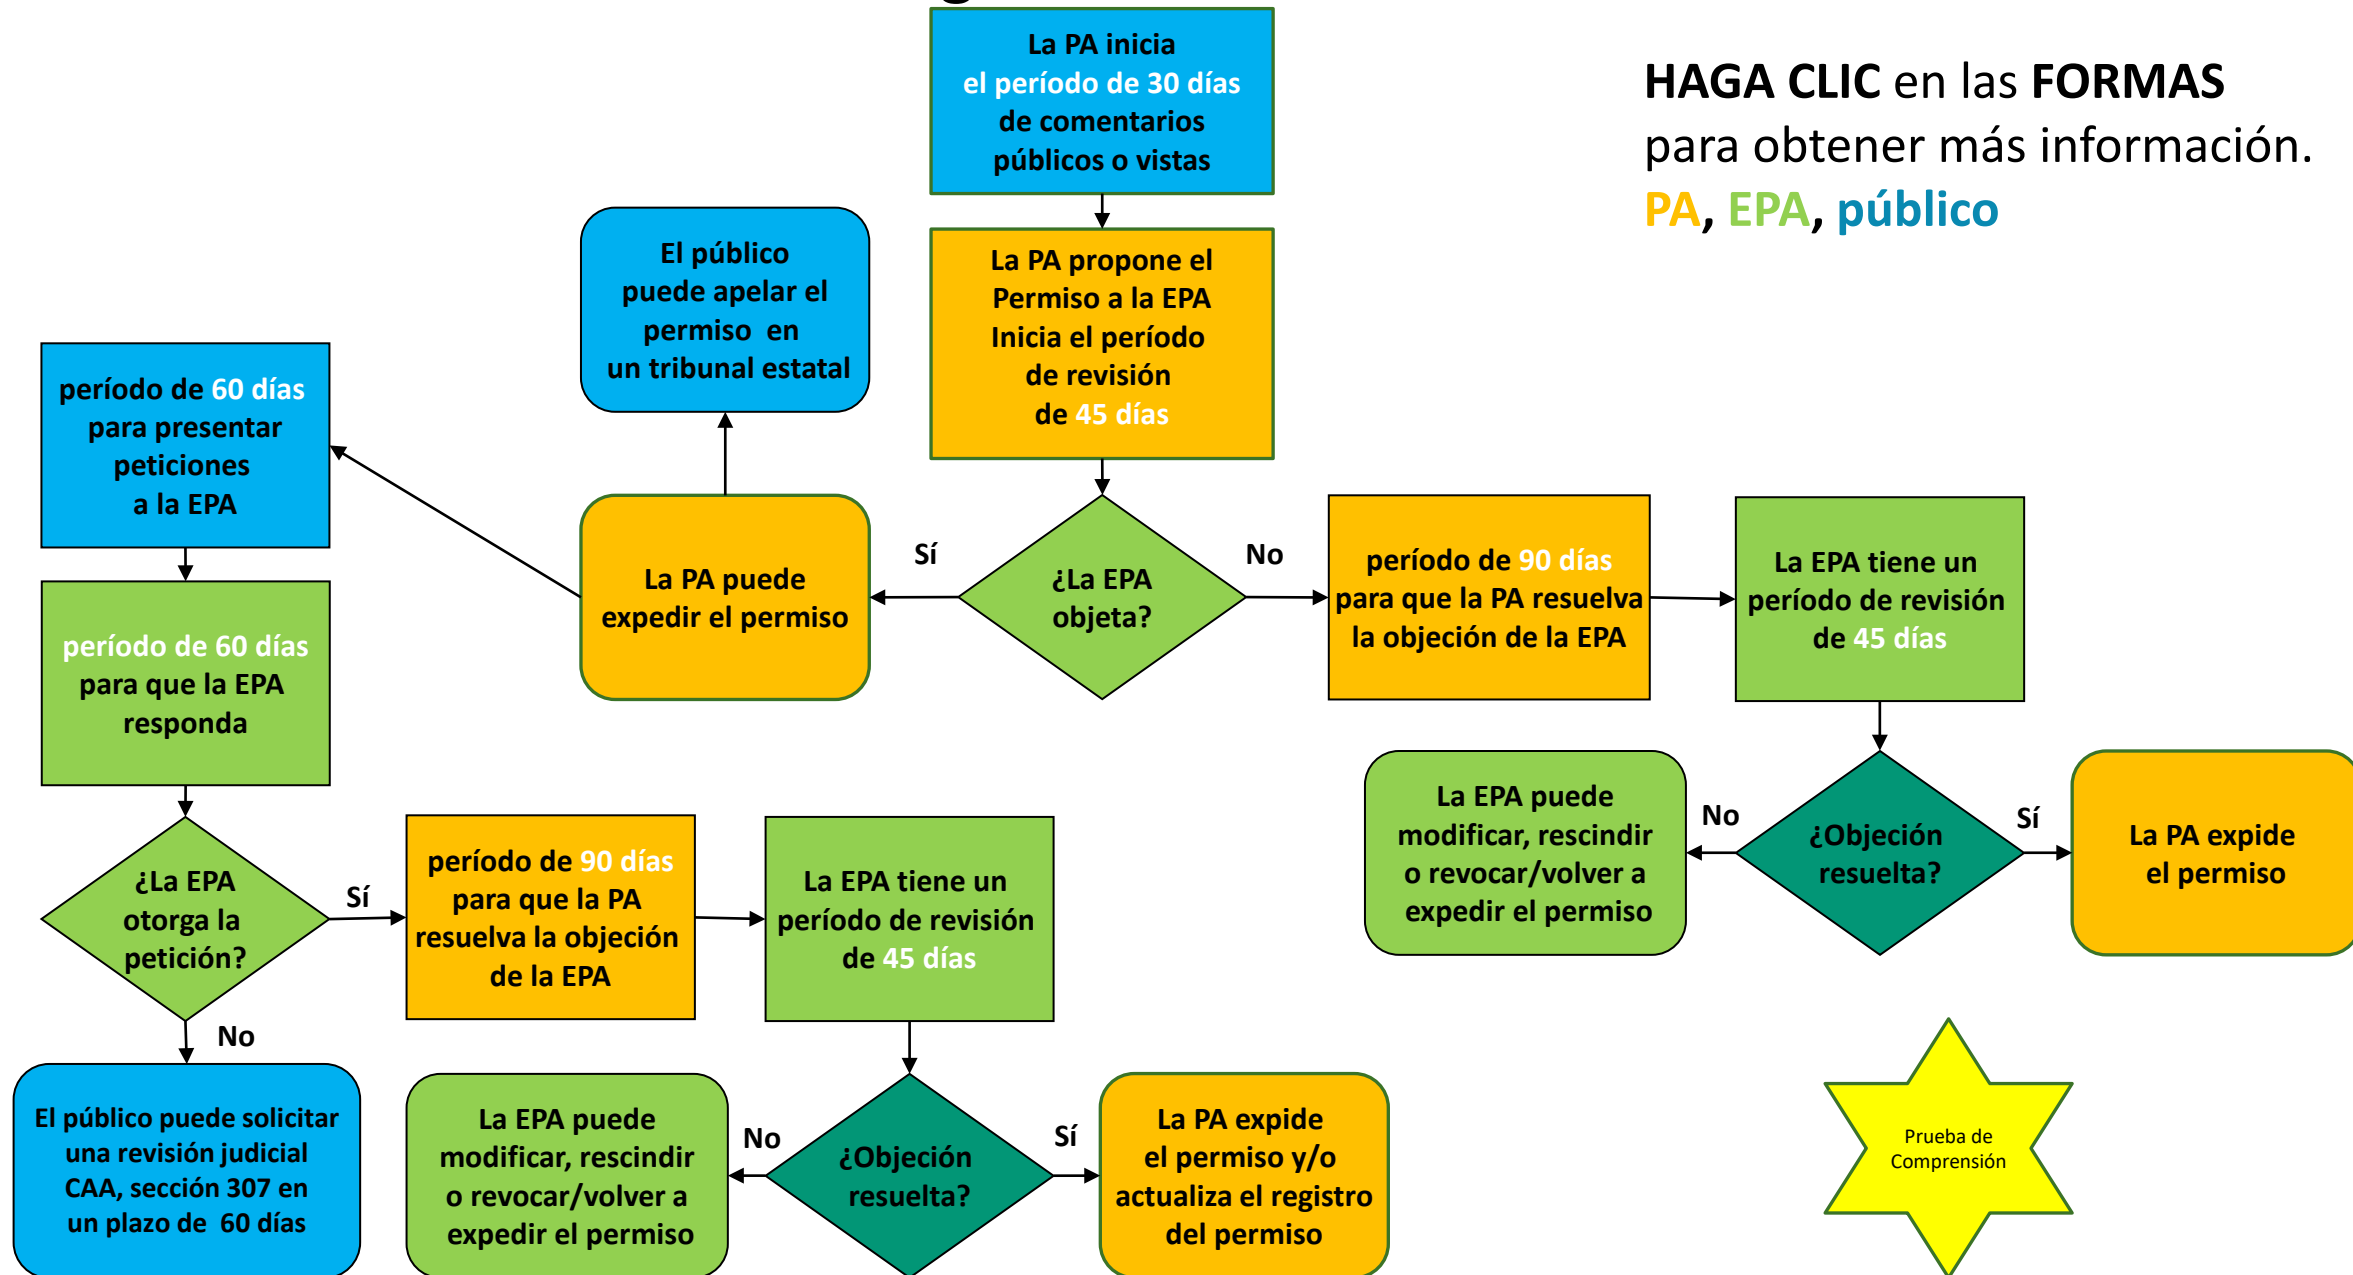 La PA inicia
el período de 30 días
de comentarios
públicos o vistas
HAGA CLIC en las FORMAS
para obtener más información.
PA, EPA, público
El público
puede apelar el
permiso en
un tribunal estatal
La PA propone el
Permiso a la EPA
Inicia el período
de revisión
de 45 días
período de 60 días
para presentar
peticiones
a la EPA
La PA puede
expedir el permiso
Sí
¿La EPA
objeta?
No
período de 90 días
para que la PA resuelva
la objeción de la EPA
La EPA tiene un
período de revisión
de 45 días
período de 60 días
para que la EPA
responda
La EPA puede
modificar, rescindir
o revocar/volver a
expedir el permiso
No
¿Objeción
resuelta?
Sí
La PA expide
el permiso
¿La EPA
otorga la
petición?
Sí
período de 90 días
para que la PA
resuelva la objeción
de la EPA
La EPA tiene un
período de revisión
de 45 días
No
El público puede solicitar
una revisión judicial
CAA, sección 307 en
un plazo de 60 días
La EPA puede
modificar, rescindir
o revocar/volver a
expedir el permiso
No
¿Objeción
resuelta?
Sí
La PA expide
el permiso y/o
actualiza el registro
del permiso
Prueba de
Comprensión